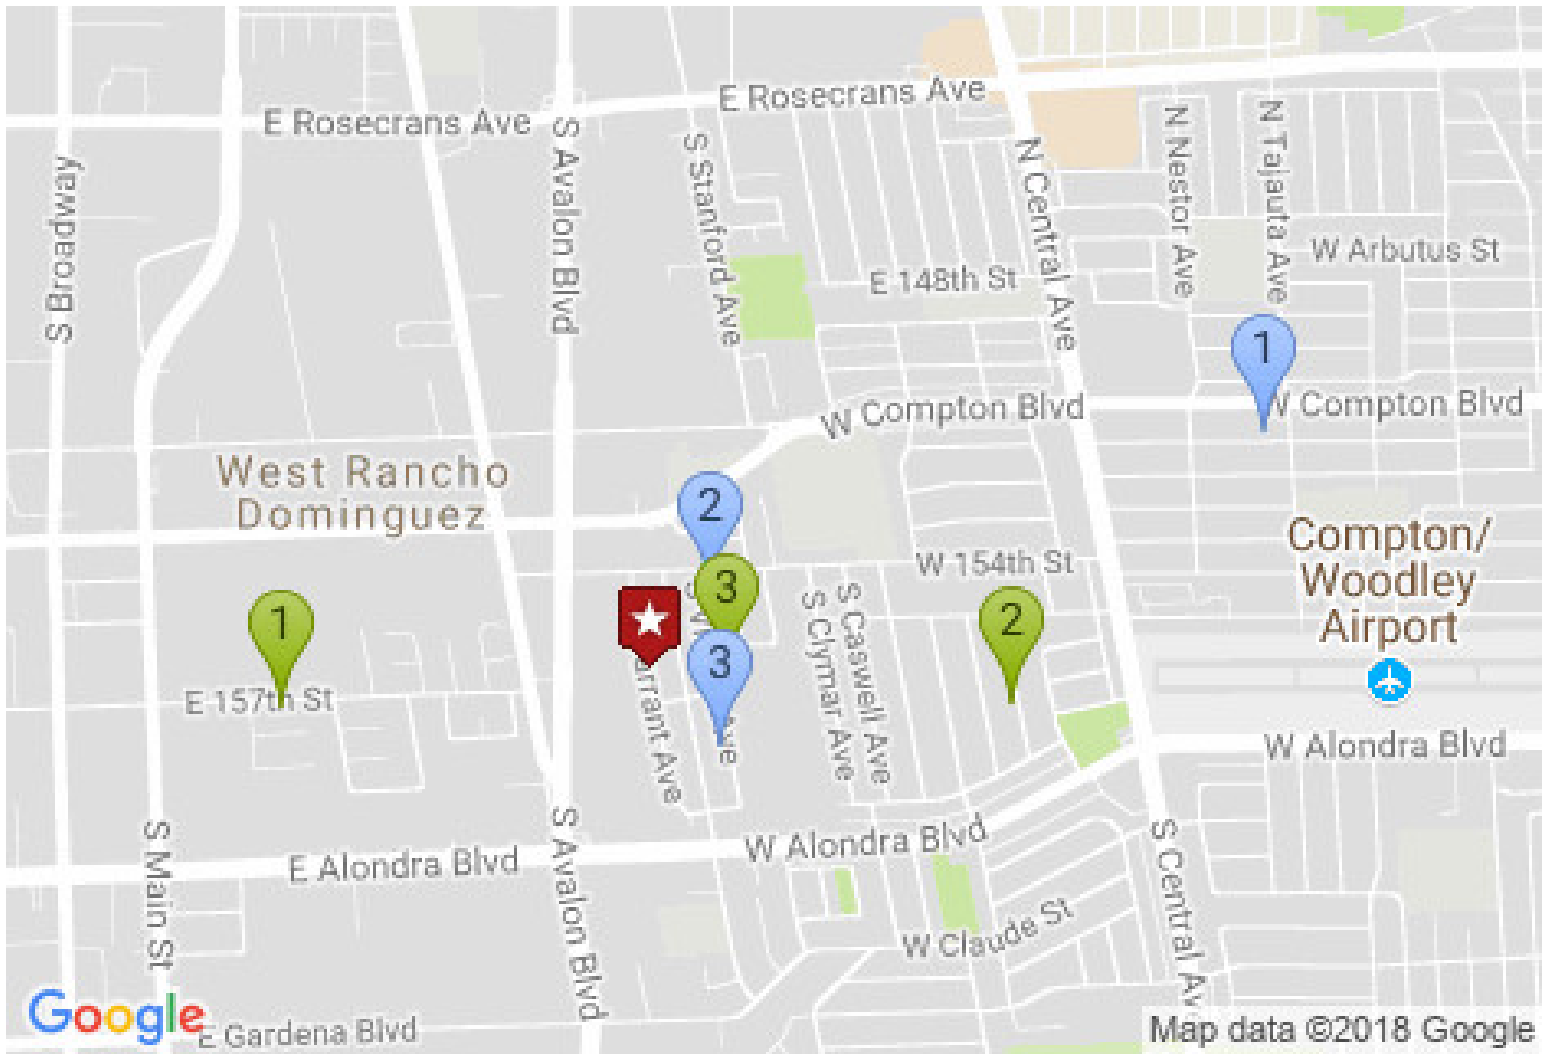 E Rosecrans Ave
E Rosecrans Ave
S Broadway
S Avalon Blvd
S Stanford Ave
N Central Ave
N Nestor Ave
N Tajauta Ave
W Arbutus St
E 148th St
1
W Compton Blvd
W Compton Blvd
West Rancho
Dominguez
2
W 154th St
Compton/
Woodley
Airport
3
1
2
3
E 157th St
S Clymar Ave
S Caswell Ave
Ave
Ave
W Alondra Blvd
W Alondra Blvd
E Alondra Blvd
S Main St
S Avalon Blvd
S Central Av
W Claude St
Google
E Gardena Blvd
Map data ©2018 Google